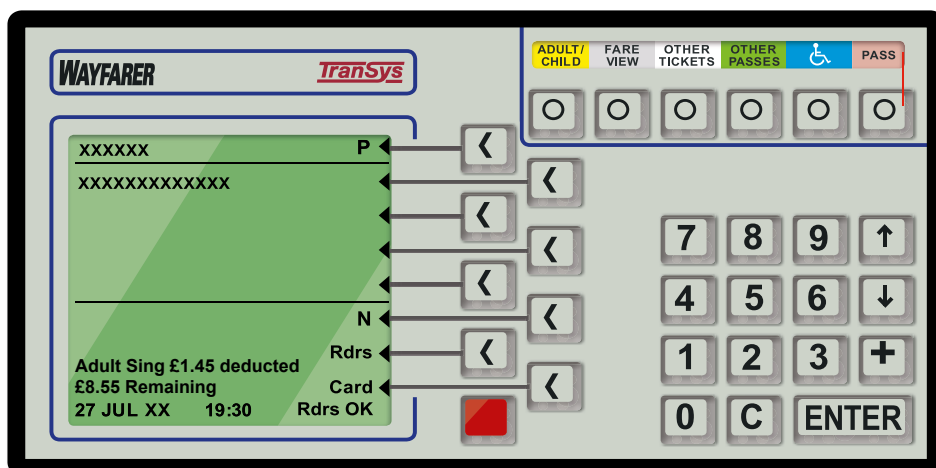 WAYFARER
TranSys
ADULT/
CHILD
FARE
VIEW
OTHER
TICKETS
OTHER
PASSES
PASS
xxxxxx P
xxxxxxxxxxxxx
N
Rdrs
Adult Sing £1.45 deducted
£8.55 Remaining Card
27 JUL XX 19:30 Rdrs OK
7 8 9 ↑
4 5 6 ↓
1 2 3 +
0 C ENTER